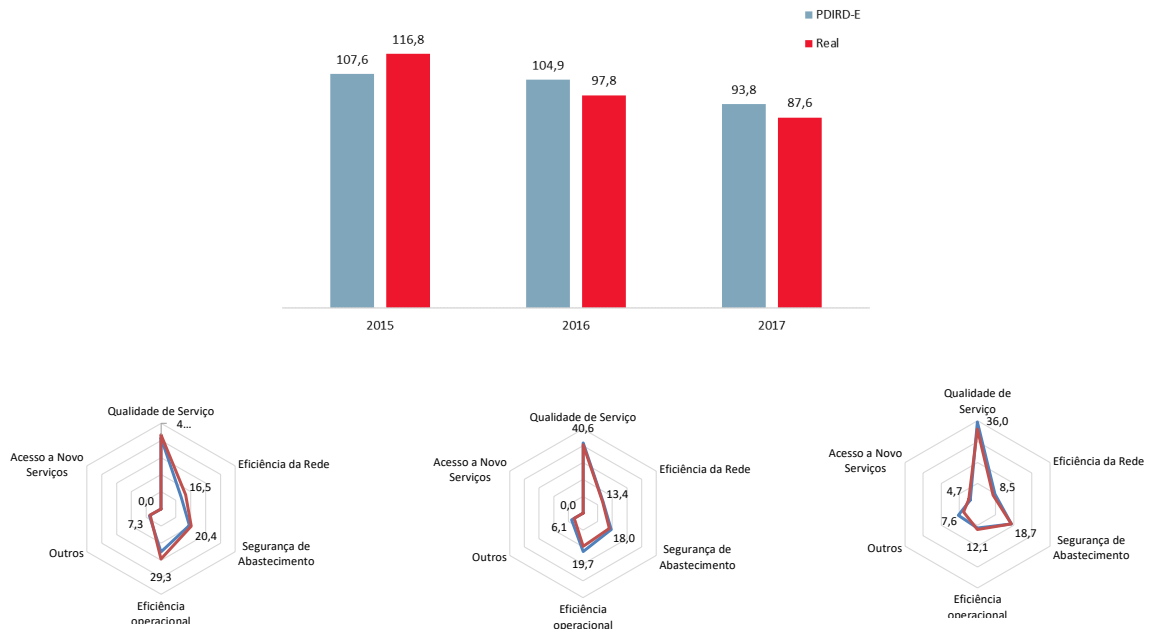 PDIRD-E
Real
116,8
107,6
104,9
97,8
93,8
87,6
2015
2016
2017
Qualidade de Serviço
4...
Acesso a Novo
Serviços
Eficiência da Rede
16,5
0,0
7,3
20,4
Outros
Segurança de
Abastecimento
29,3
Eficiência
operacional
Qualidade de Serviço
40,6
Acesso a Novo
Serviços
Eficiência da Rede
13,4
0,0
6,1
18,0
Outros
Segurança de
Abastecimento
19,7
Eficiência
operacional
Qualidade de
Serviço
36,0
Acesso a Novo
Serviços
Eficiência da Rede
4,7
8,5
7,6
18,7
Outros
Segurança de
Abastecimento
12,1
Eficiência
operacional